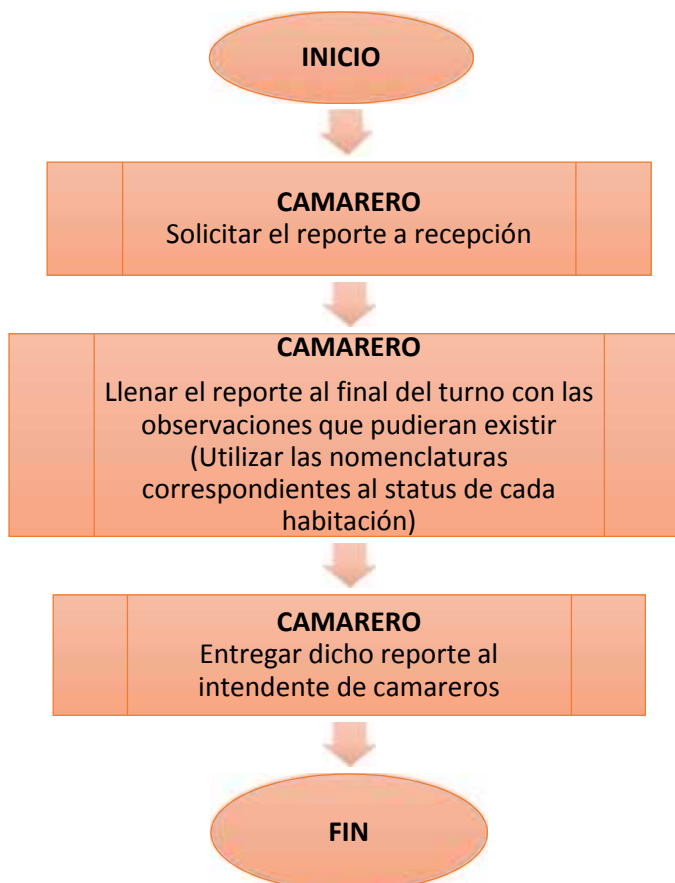 INICIO
CAMARERO
Solicitar el reporte a recepción
CAMARERO
Llenar el reporte al final del turno con las
observaciones que pudieran existir
(Utilizar las nomenclaturas
correspondientes al status de cada
habitación)
CAMARERO
Entregar dicho reporte al
intendente de camareros
FIN